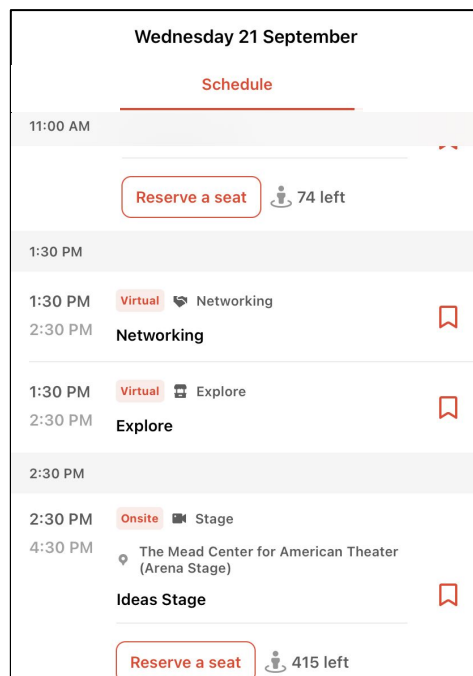 Wednesday 21 September
Schedule
11:00 AM
Reserve a seat 74 left
1:30 PM
1:30 PM Virtual Networking
2:30 PM Networking
1:30 PM Virtual Explore
2:30 PM Explore
2:30 PM
2:30 PM Onsite Stage
4:30 PM The Mead Center for American Theater
(Arena Stage)
Ideas Stage
Reserve a seat 415 left